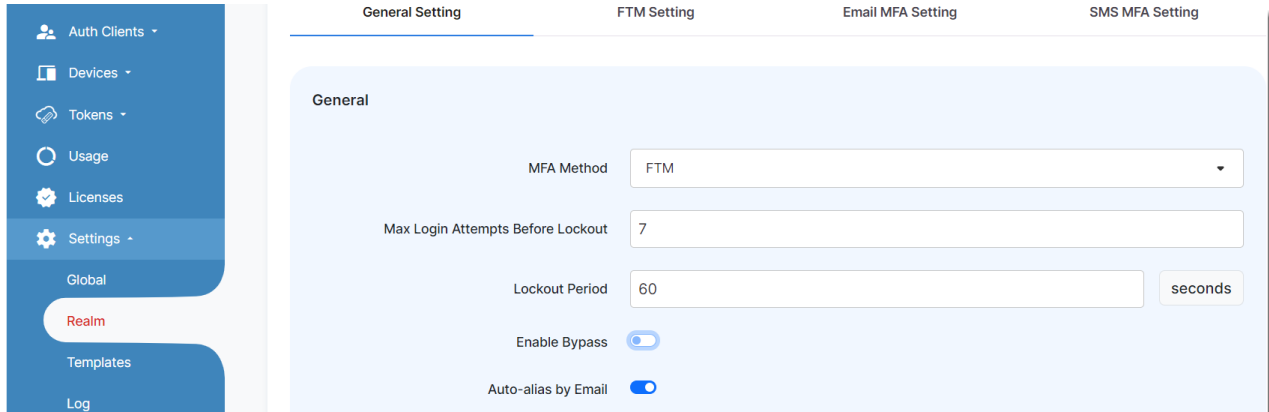 General Setting FTM Setting Email MFA Setting SMS MFA Setting
Auth Clients
Devices
Tokens
Usage
Licenses
Settings
Global
Realm
Templates
Log
General
MFA Method FTM
Max Login Attempts Before Lockout 7
Lockout Period 60 seconds
Enable Bypass
Auto-alias by Email